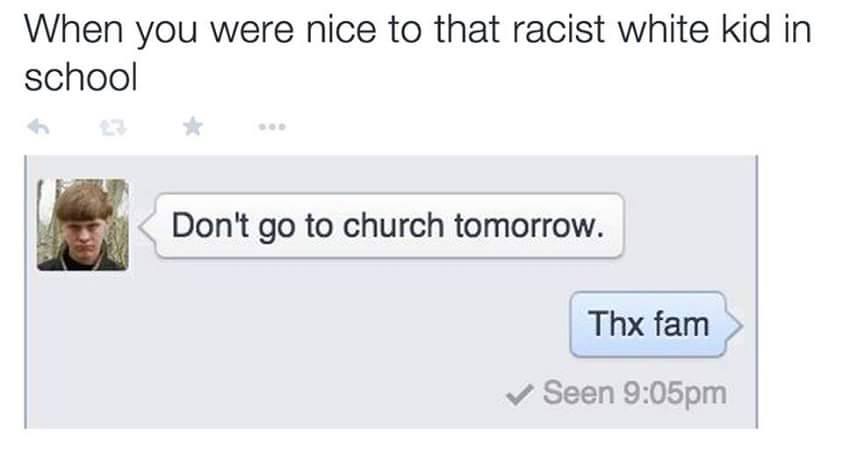 When you were nice to that racist white kid in
school
Don't go to church tomorrow.
Thx fam
✓ Seen 9:05pm